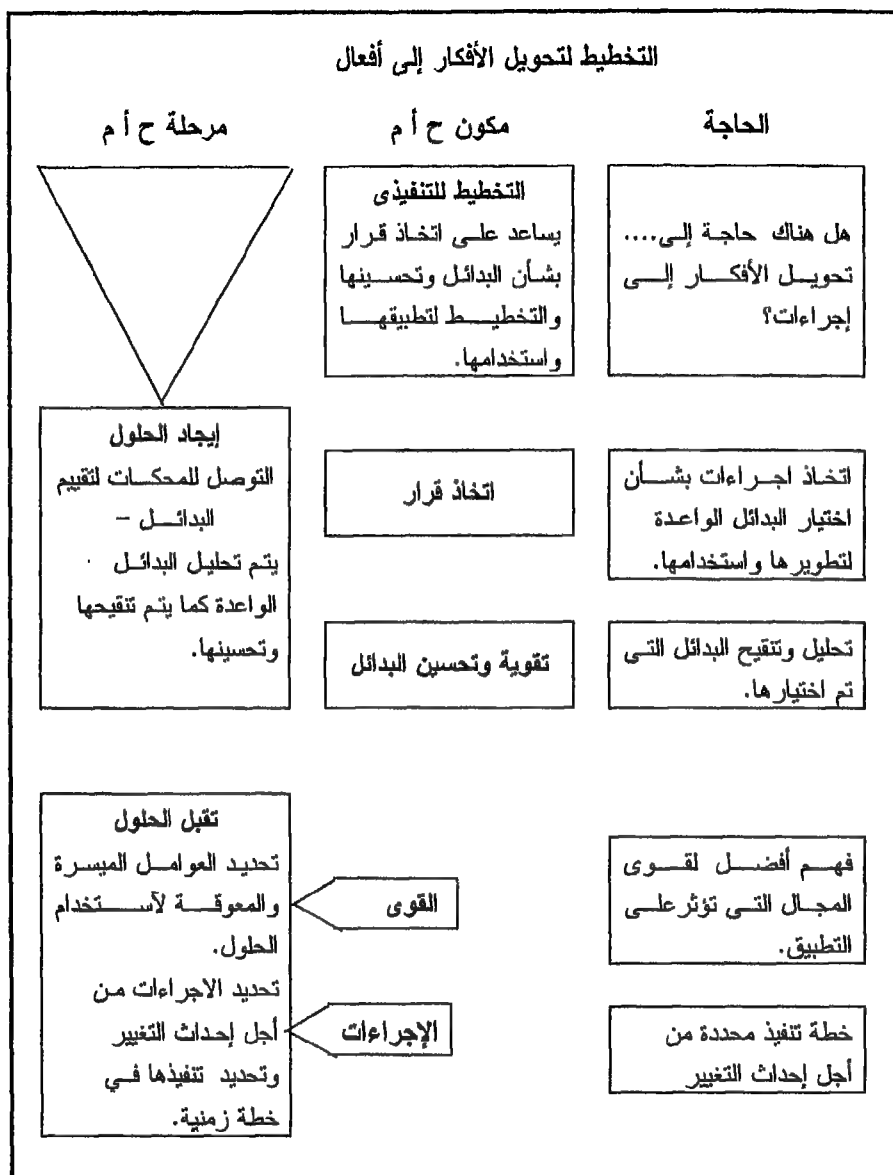 التخطيط لتحويل الأفكار إلى أفعال
الحاجة
مكون ح أ م
مرحلة ح أ م
هل هناك حاجة إلى....
تحويل الأفكار إلى
إجراءات؟
التخطيط للتنفيذى
يساعد على اتخاذ قرار
بشأن البدائل وتحسينها
والتخطيط لتطبيقها
واستخدامها.
اتخاذ اجراءات بشأن
اختيار البدائل الواعدة
لتطويرها واستخدامها.
اتخاذ قرار
إيجاد الحلول
التوصل للمحكات لتقييم
البدائل –
يتم تحليل البدائل
الواعدة كما يتم تنقيحها
وتحسينها.
تحليل وتنقيح البدائل التى
تم اختيارها.
تقوية وتحسين البدائل
فهم أفضل لقوى
المجال التى تؤثر على
التطبيق.
القوى
تقبل الحلول
تحديد العوامل الميسرة
والمعوقة لآستخدام
الحلول.
تحديد الاجراءات من
أجل إحداث التغيير
وتحديد تنفيذها في
خطة زمنية.
الإجراءات
خطة تنفيذ محددة من
أجل إحداث التغيير